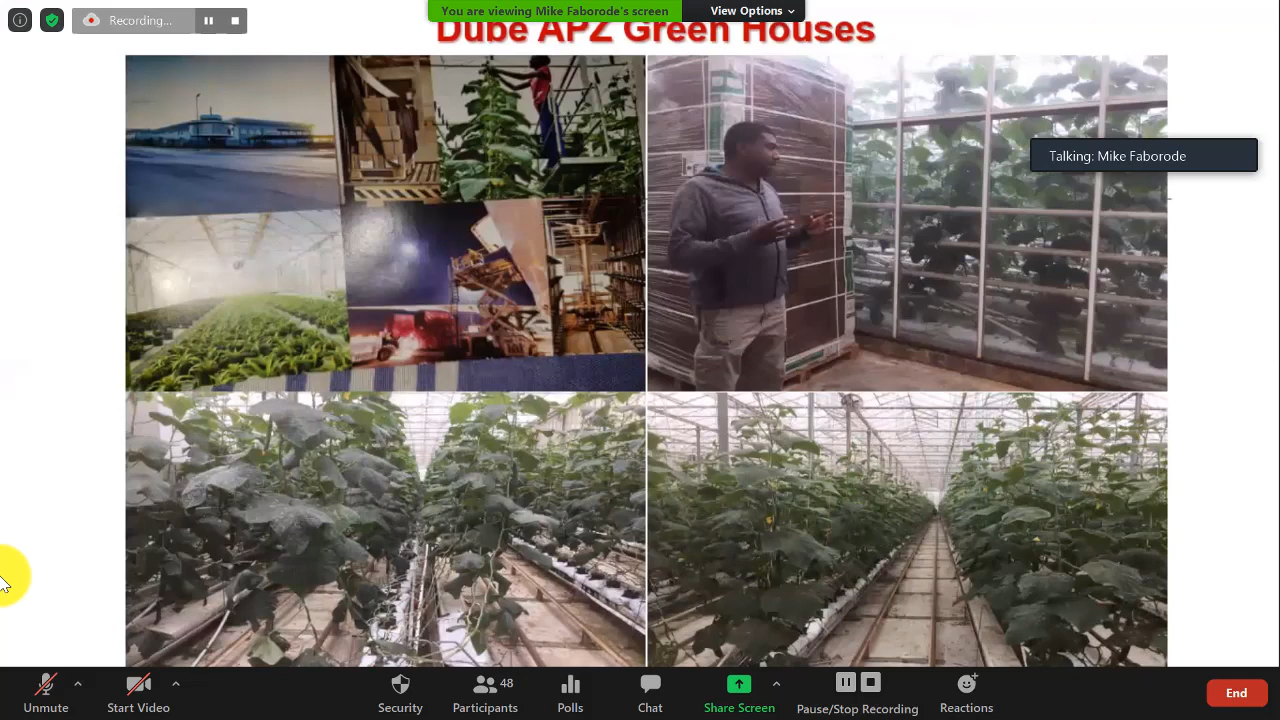 Recording...
You are viewing Mike Faborode's screen
View Options
Dube APZ Green Houses
Talking: Mike Faborode
Unmute
Start Video
Security
48
Participants
Polls
Chat
Share Screen
Pause/Stop Recording
Reactions
End